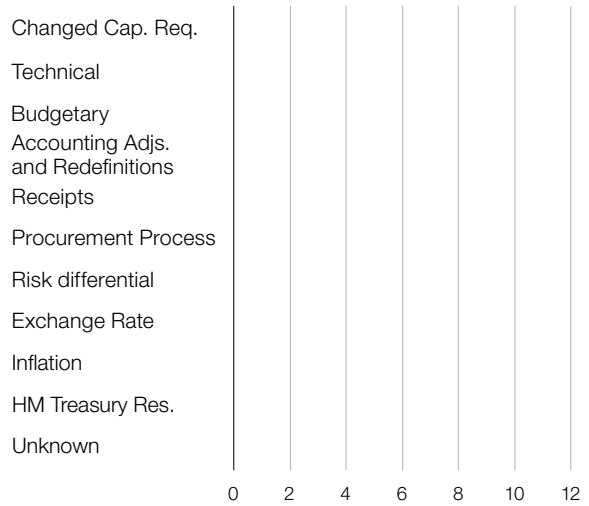 Changed Cap. Req.
Technical
Budgetary
Accounting Adjs.
and Redefinitions
Receipts
Procurement Process
Risk differential
Exchange Rate
Inflation
HM Treasury Res.
Unknown
0 2 4 6 8 10 12